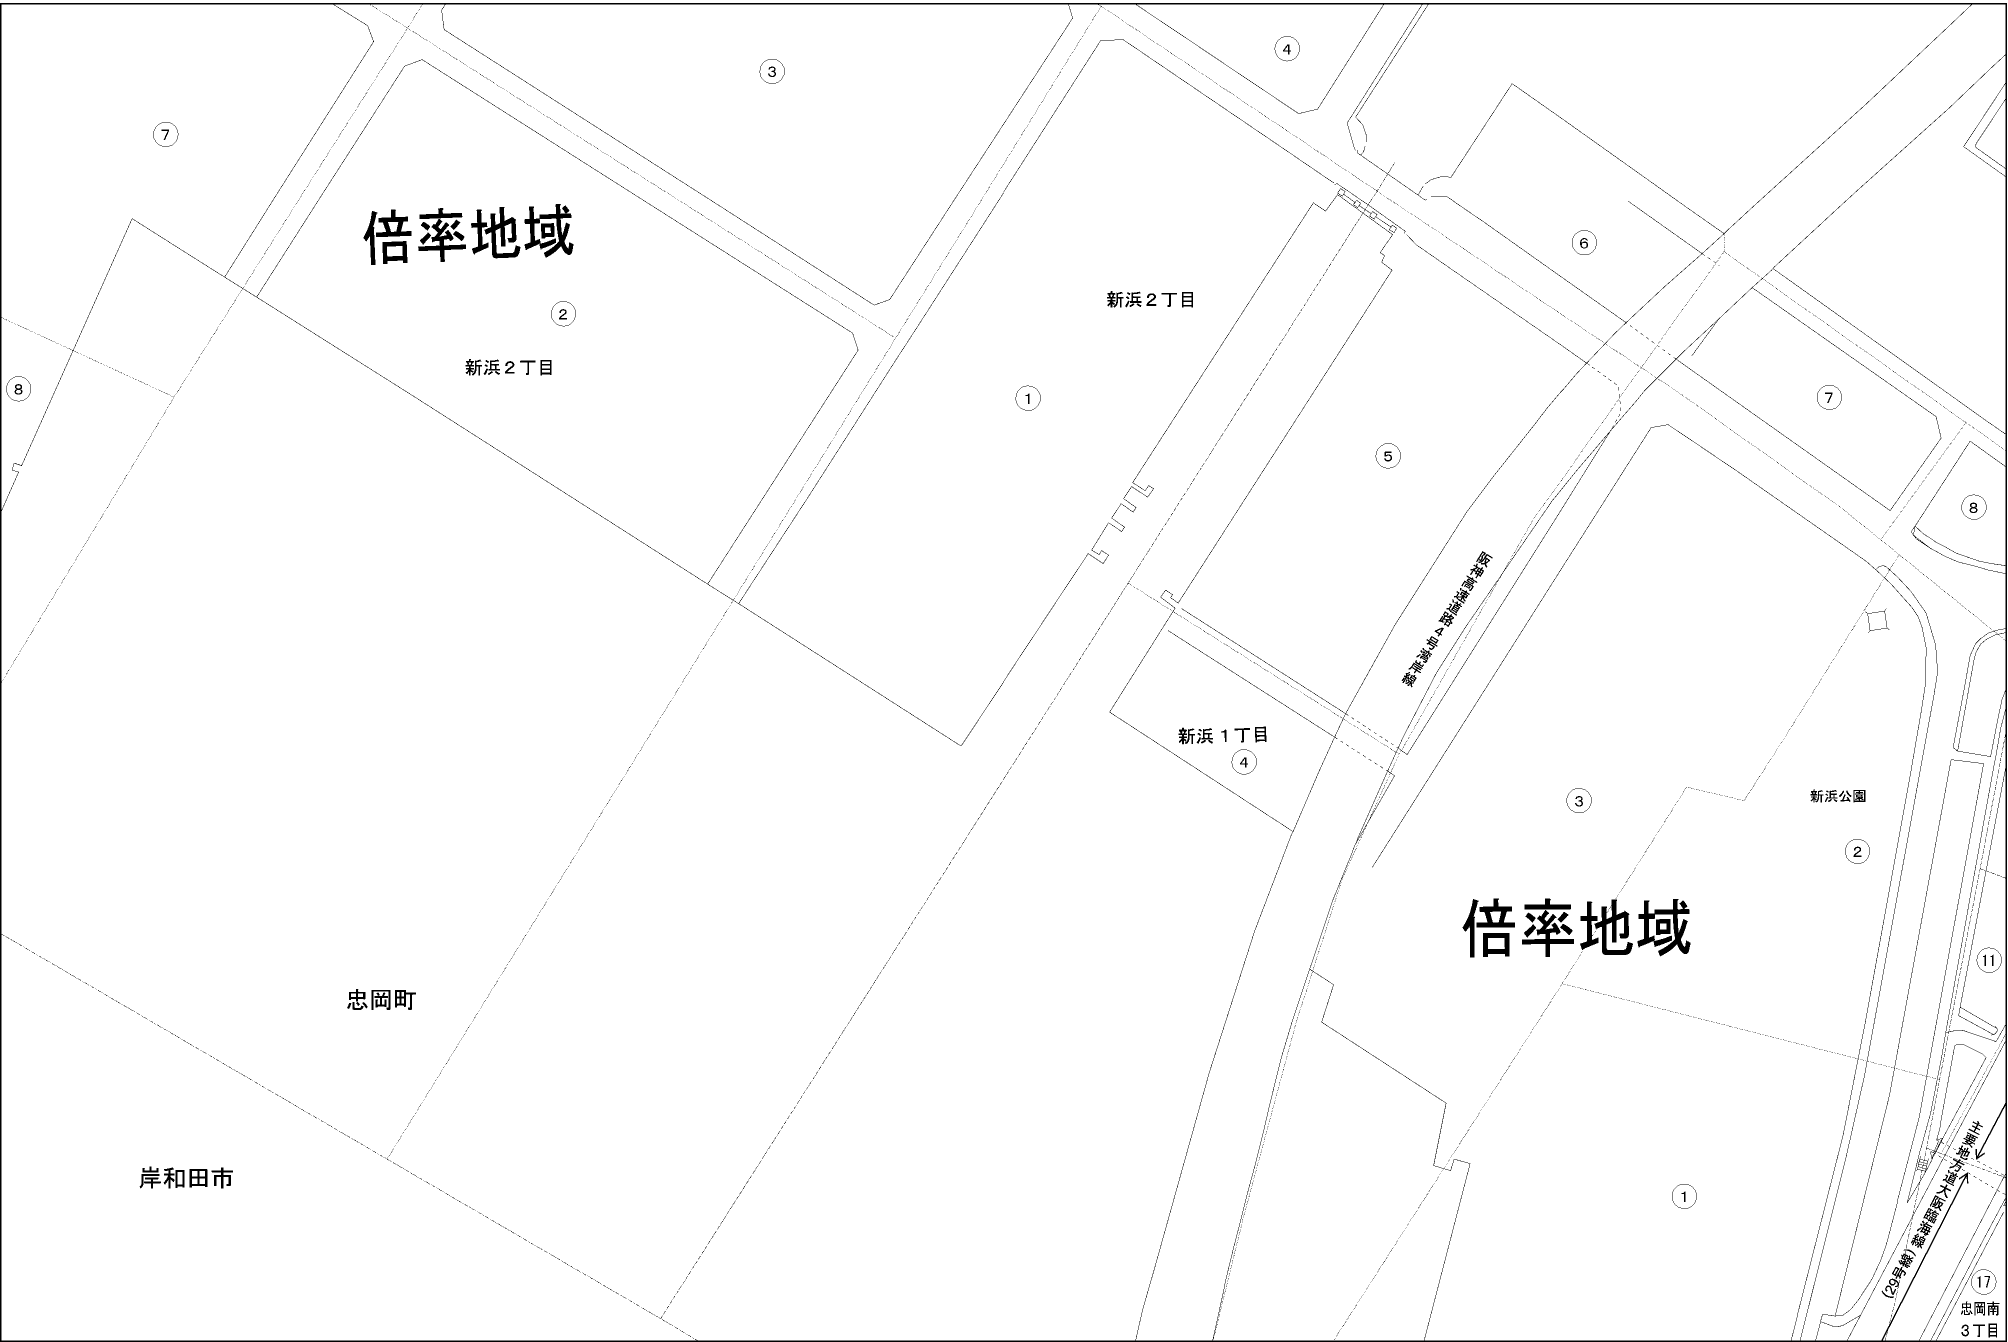 ④
③
⑦
倍率地域
⑥
新浜２丁目
②
新浜２丁目
⑧
①
⑦
⑤
⑧
阪神高速道路４号湾岸線
新浜１丁目
④
③
新浜公園
②
倍率地域
⑪
忠岡町
主要地方道大阪臨海線
(29号線)
岸和田市
①
⑰
忠岡南
３丁目